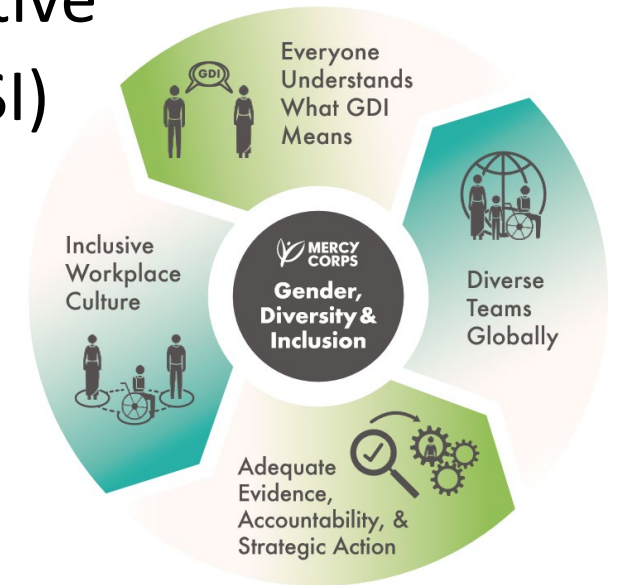 SI)
GDI
Everyone
Understands
What GDI
Means
Diverse
Teams
Globally
Adequate
Evidence,
Accountability, &
Strategic Action
Inclusive
Workplace
Culture
MERCY
CORPS
Gender,
Diversity &
Inclusion